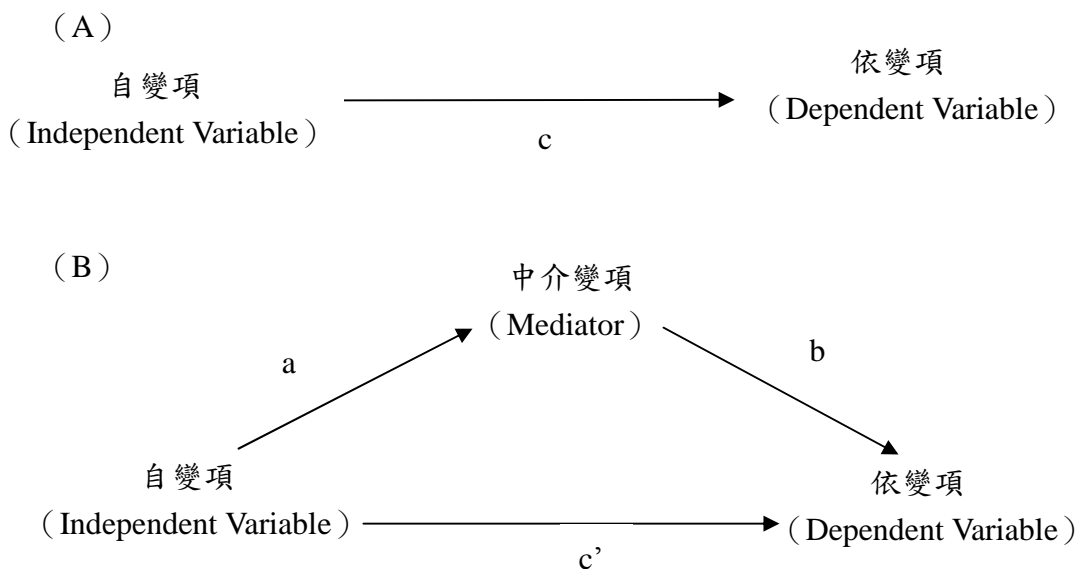 （A）
自變項
（Independent Variable）
依變項
（Dependent Variable）
c
（B）
中介變項
（Mediator）
a
b
自變項
（Independent Variable）
依變項
（Dependent Variable）
c’